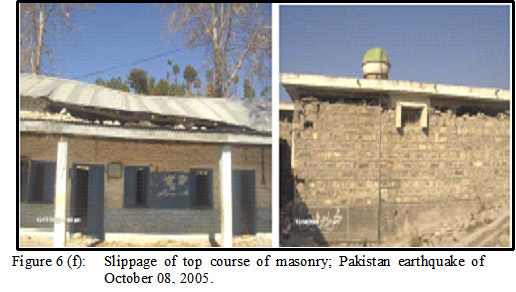 Figure 6 (f): Slippage of top course of masonry; Pakistan earthquake of
October 08, 2005.